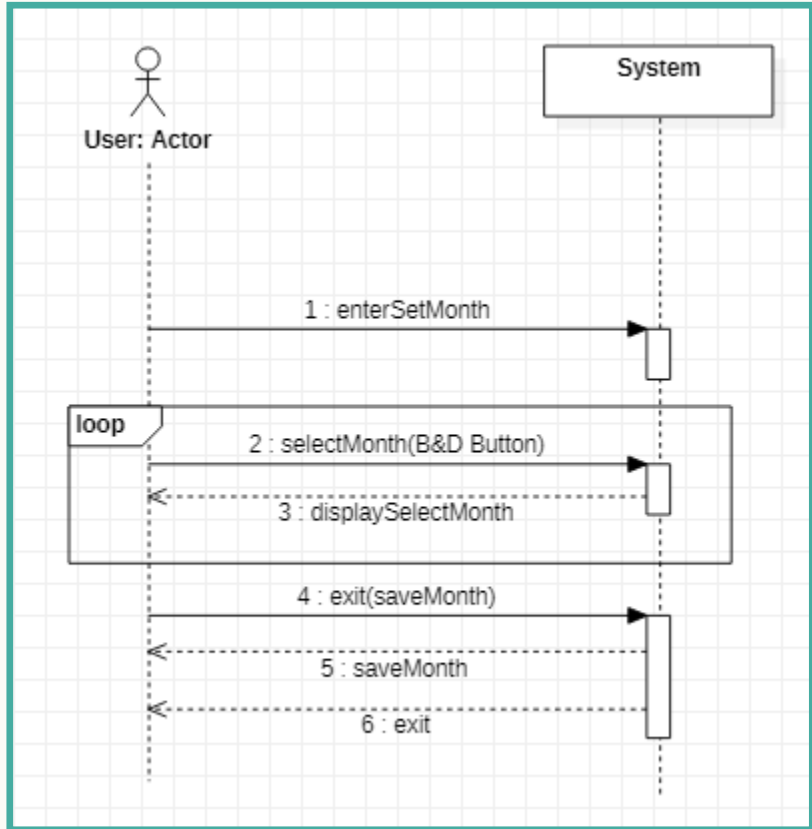 System
User: Actor
1 : enterSetMonth
loop
2 : selectMonth(B&D Button)
3 : displaySelectMonth
4 : exit(saveMonth)
5 : saveMonth
6 : exit